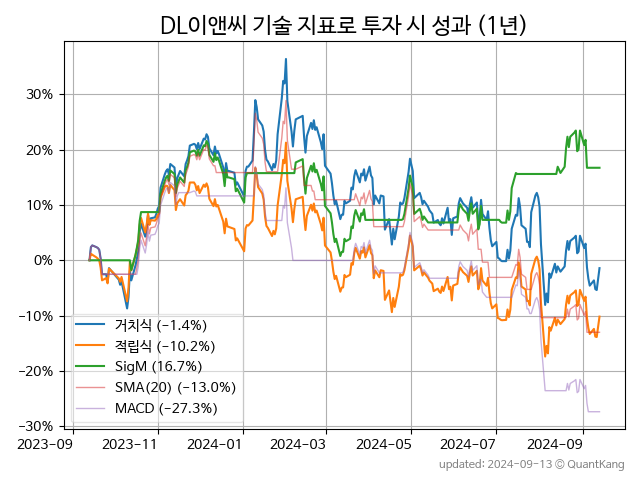 DL이앤씨 기술 지표로 투자 시 성과 (1년)
30%
20%
10%
0%
−10%
−20%
−30%
거치식 (−1.4%)
적립식 (−10.2%)
SigM (16.7%)
SMA(20) (−13.0%)
MACD (−27.3%)
2023-09 2023-11 2024-01 2024-03 2024-05 2024-07 2024-09
updated: 2024-09-13 © QuantKang